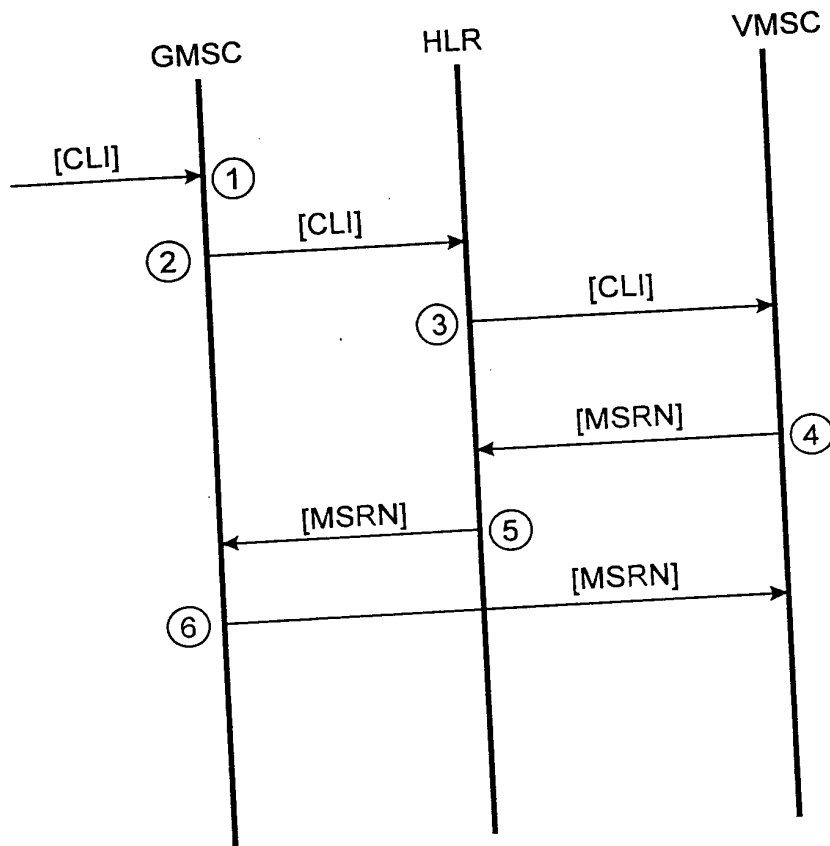 GMSC
HLR
VMSC
[CLI]
1
[CLI]
2
[CLI]
3
[MSRN]
4
[MSRN]
5
[MSRN]
6